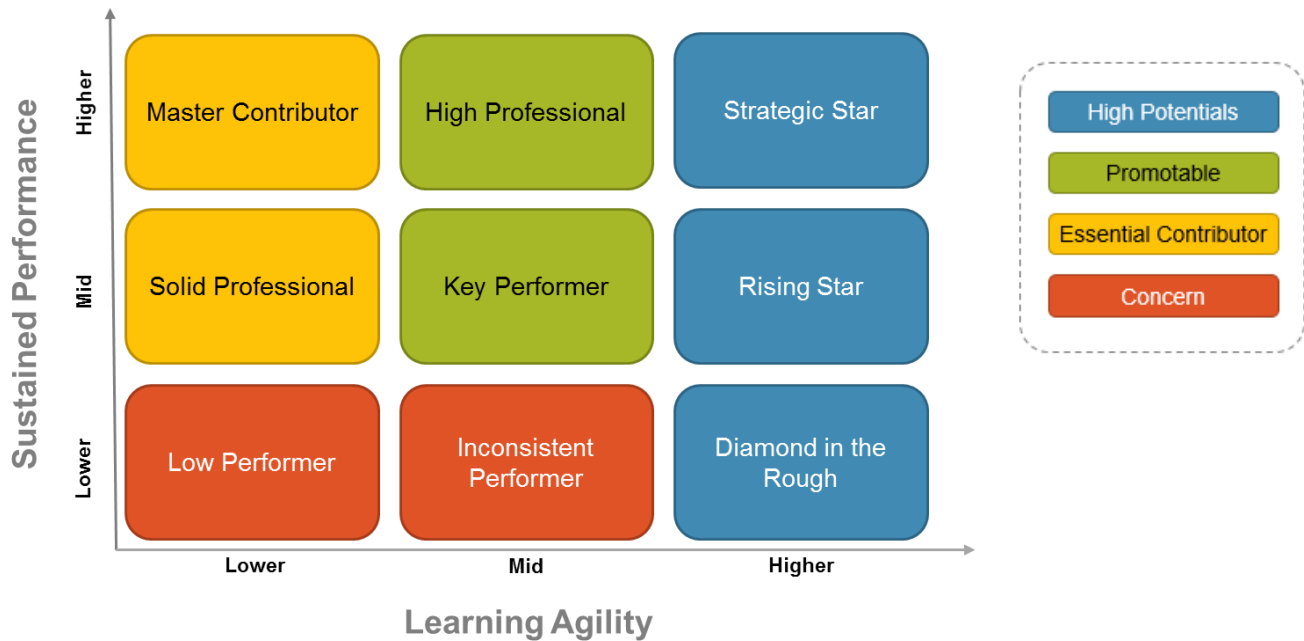 Sustained Performance
Higher
Mid
Lower
Master Contributor
High Professional
Strategic Star
Solid Professional
Key Performer
Rising Star
Low Performer
Inconsistent
Performer
Diamond in the
Rough
Lower
Mid
Higher
Learning Agility
High Potentials
Promotable
Essential Contributor
Concern